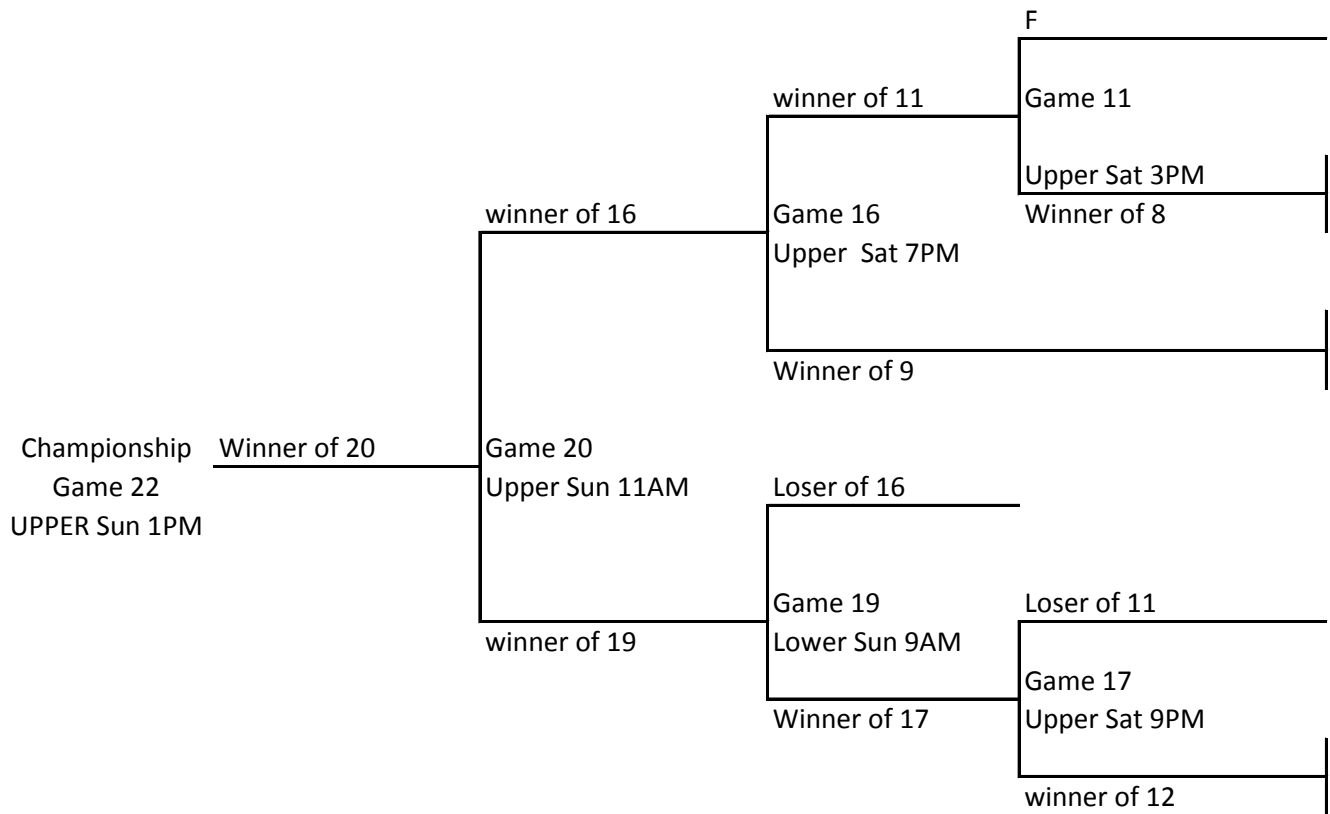 F
winner of 11
Game 11
Upper Sat 3PM
winner of 16
Game 16
Winner of 8
Upper  Sat 7PM
Winner of 9
Championship
Winner of 20
Game 20
Game 22
Upper Sun 11AM
Loser of 16
UPPER Sun 1PM
Game 19
Loser of 11
winner of 19
Lower Sun 9AM
Game 17
Winner of 17
Upper Sat 9PM
winner of 12